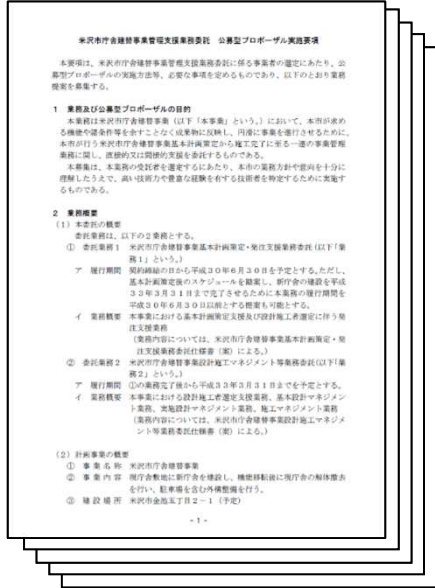 米沢市庁舎建替事業管理支援業務委託　公募型プロポーザル実施要項
本要項は、米沢市庁舎建替事業管理支援業務委託に係る事業者の選定にあたり、公
募型プロポーザルの実施方法等、必要な事項を定めるものであり、以下のとおり業務
提案を募集する。
1　業務及び公募型プロポーザルの目的
本業務は米沢市庁舎建替事業（以下「本事業」という。）において、本市が求め
る機能や諸条件等を余すことなく成果物に反映し、円滑に事業を進行させるために、
本市が行う米沢市庁舎建替事業基本計画策定から施工完了に至る一連の事業管理
業務に関し、直接的又は間接的支援を委託するものである。
本募集は、本業務の受託者を選定するにあたり、本市の業務方針や意向を十分に
理解したうえで、高い技術力や豊富な経験を有する技術者を特定するために実施す
るものである。
2　業務概要
（1）本委託の概要
委託業務は、以下の2業務とする。
①　委託業務1　米沢市庁舎建替事業基本計画策定・発注支援業務委託（以下「業
務1」という。）
ア　履行期間　契約締結の日から平成30年6月30日を予定とする。ただし、
基本計画策定後のスケジュールを勘案し、新庁舎の建設を平成
33年3月31日まで完了させるために本業務の履行期間を
平成30年6月30日以前とする提案も可能とする。
イ　業務概要　本事業における基本計画策定支援及び設計施工者選定に伴う発
注支援業務
（業務内容については、米沢市庁舎建替事業基本計画策定・発
注支援業務委託仕様書（案）による。）
②　委託業務2　米沢市庁舎建替事業設計施工マネジメント等業務委託（以下「業
務2」という。）
ア　履行期間　①の業務完了後から平成33年3月31日までを予定とする。
イ　業務概要　本事業における設計施工者選定支援業務、基本設計マネジメン
ト業務、実施設計マネジメント業務、施工マネジメント業務
（業務内容については、米沢市庁舎建替事業設計施工マネジメ
ント等業務委託仕様書（案）による。）
（2）計画事業の概要
①　事業名称　米沢市庁舎建替事業
②　事業内容　現庁舎敷地に新庁舎を建設し、機能移転後に現庁舎の解体撤去
を行い、駐車場を含む外構整備を行う。
③　建設場所　米沢市金池五丁目2－1（予定）
- 1 -